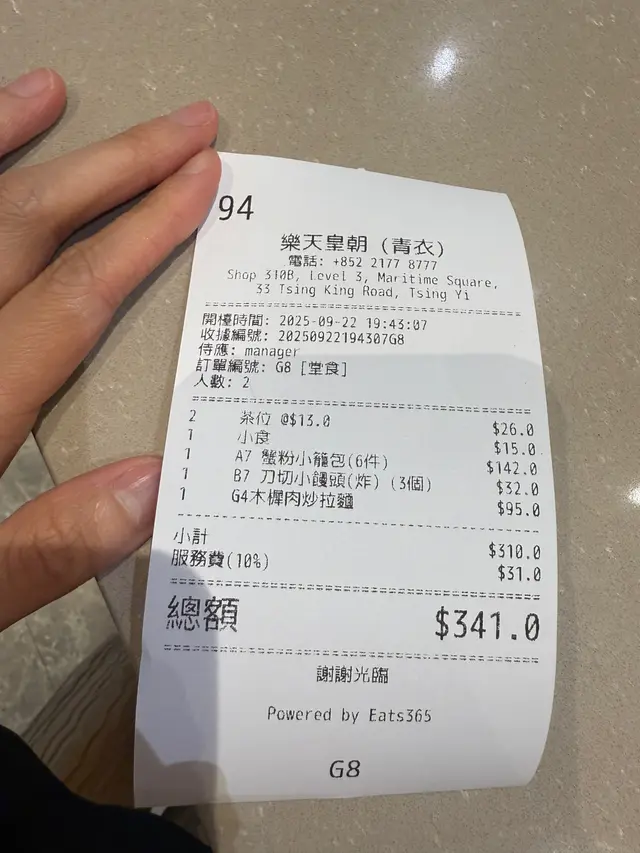 94
樂天皇朝 (青衣)
電話: +852 2177 8777
Shop 310B, Level 3, Maritime Square,
33 Tsing King Road, Tsing Yi
開檯時間: 2025-09-22 19:43:07
收據編號: 20250922194307G8
侍應: manager
訂單編號: G8 [堂食]
人數: 2
2 茶位 @$13.0 $26.0
1 小食 $15.0
1 A7 蟹粉小籠包(6件) $142.0
1 B7 刀切小饅頭(炸) (3個) $32.0
1 G4木樨肉炒拉麵 $95.0
小計 $310.0
服務費(10%) $31.0
總額 $341.0
謝謝光臨
Powered by Eats365
G8